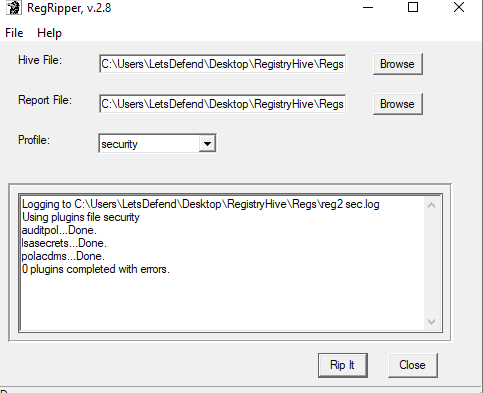 RegRipper, v.2.8
File Help
Hive File: C:\Users\LetsDefend\Desktop\RegistryHive\Regs Browse
Report File: C:\Users\LetsDefend\Desktop\RegistryHive\Regs Browse
Profile: security
Logging to C:\Users\LetsDefend\Desktop\RegistryHive\Regs\reg2 sec.log
Using plugins file security
auditpol...Done.
lsasecrets...Done.
polacdms...Done.
0 plugins completed with errors.
Rip It Close